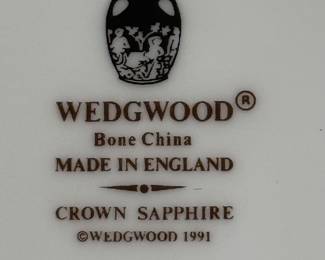 WEDGWOOD®
Bone China
MADE IN ENGLAND
CROWN SAPPHIRE
©WEDGWOOD 1991